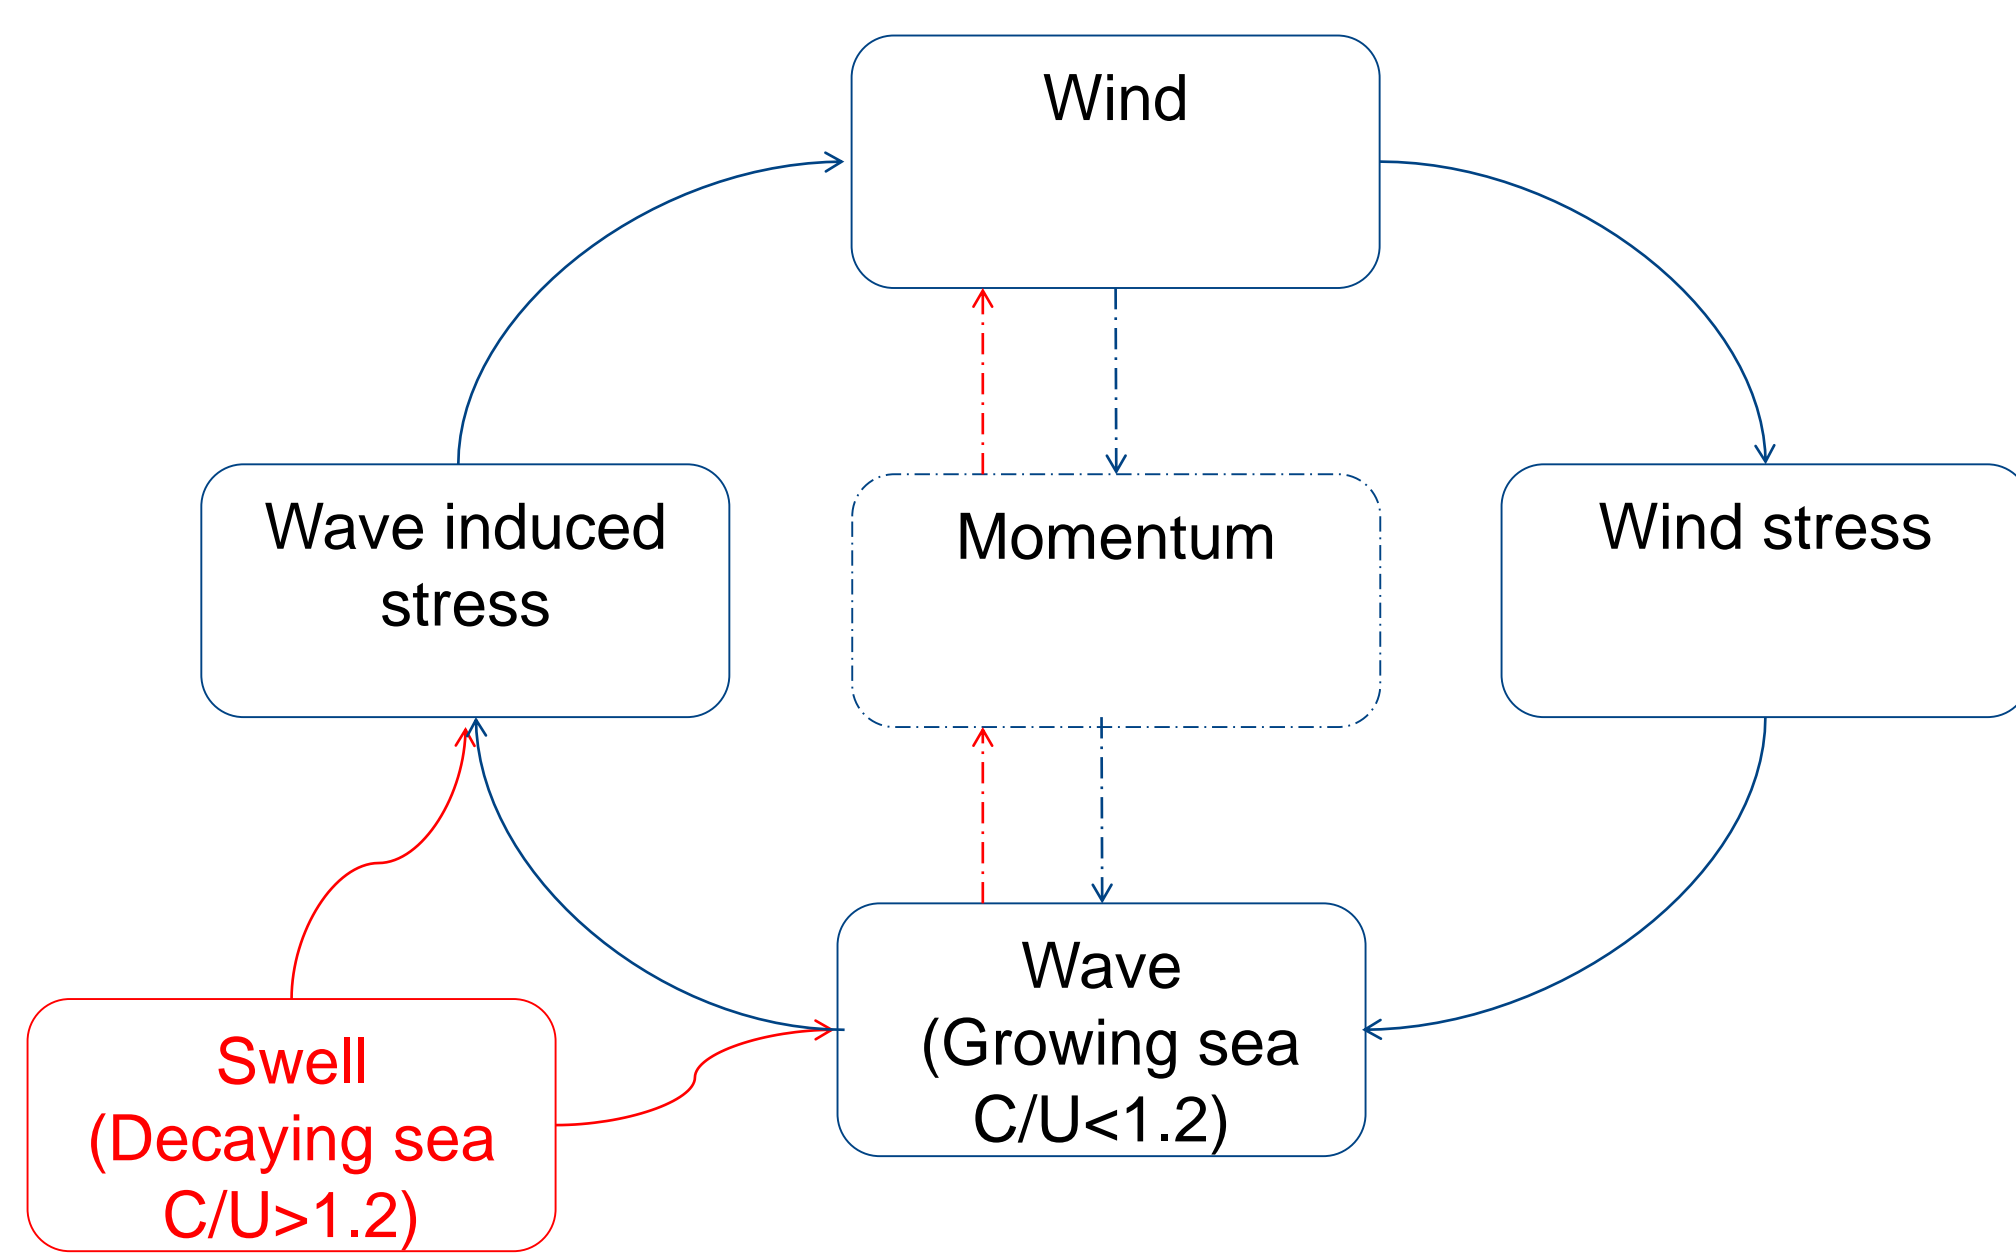 Wind
Wave induced
stress
Momentum
Wind stress
Wave
(Growing sea
C/U<1.2)
Swell
(Decaying sea
C/U>1.2)